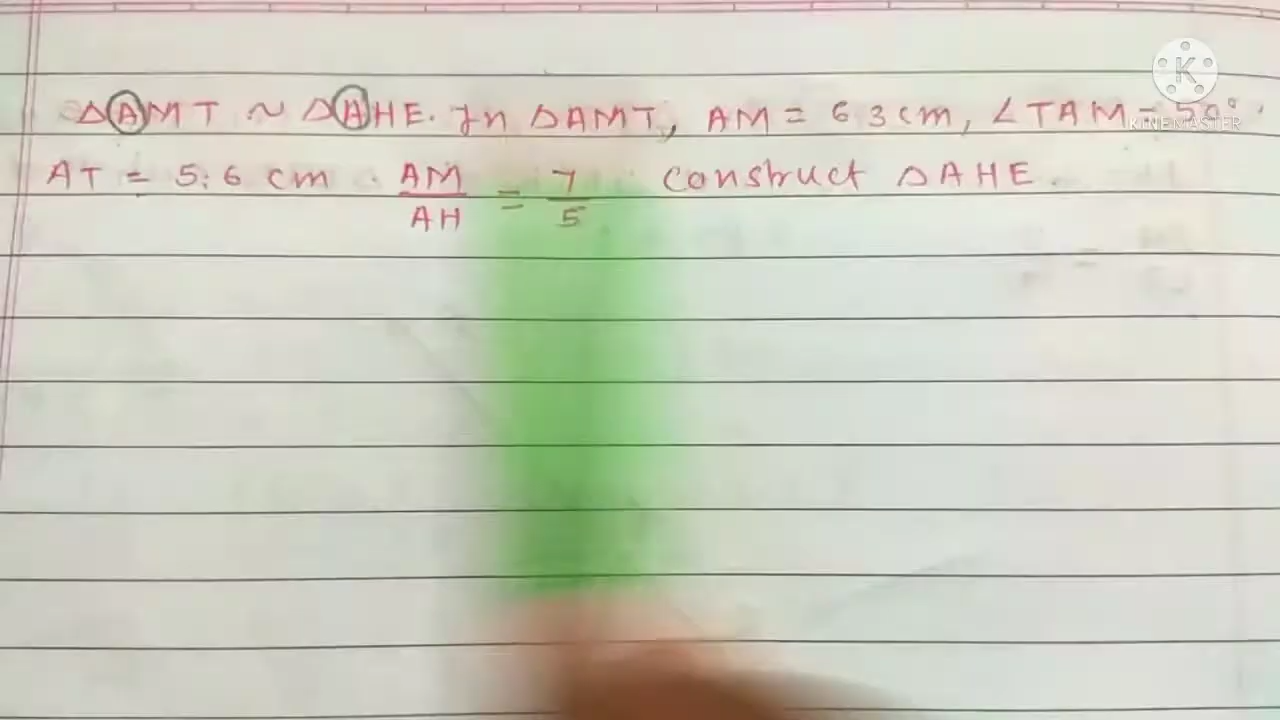 △AMT ~ △AHE. In △AMT, AM = 6 3 cm, ∠TAM = 50°.
AT = 5.6 cm AM/AH = 7/5 construct △AHE.
K
KINEMASTER